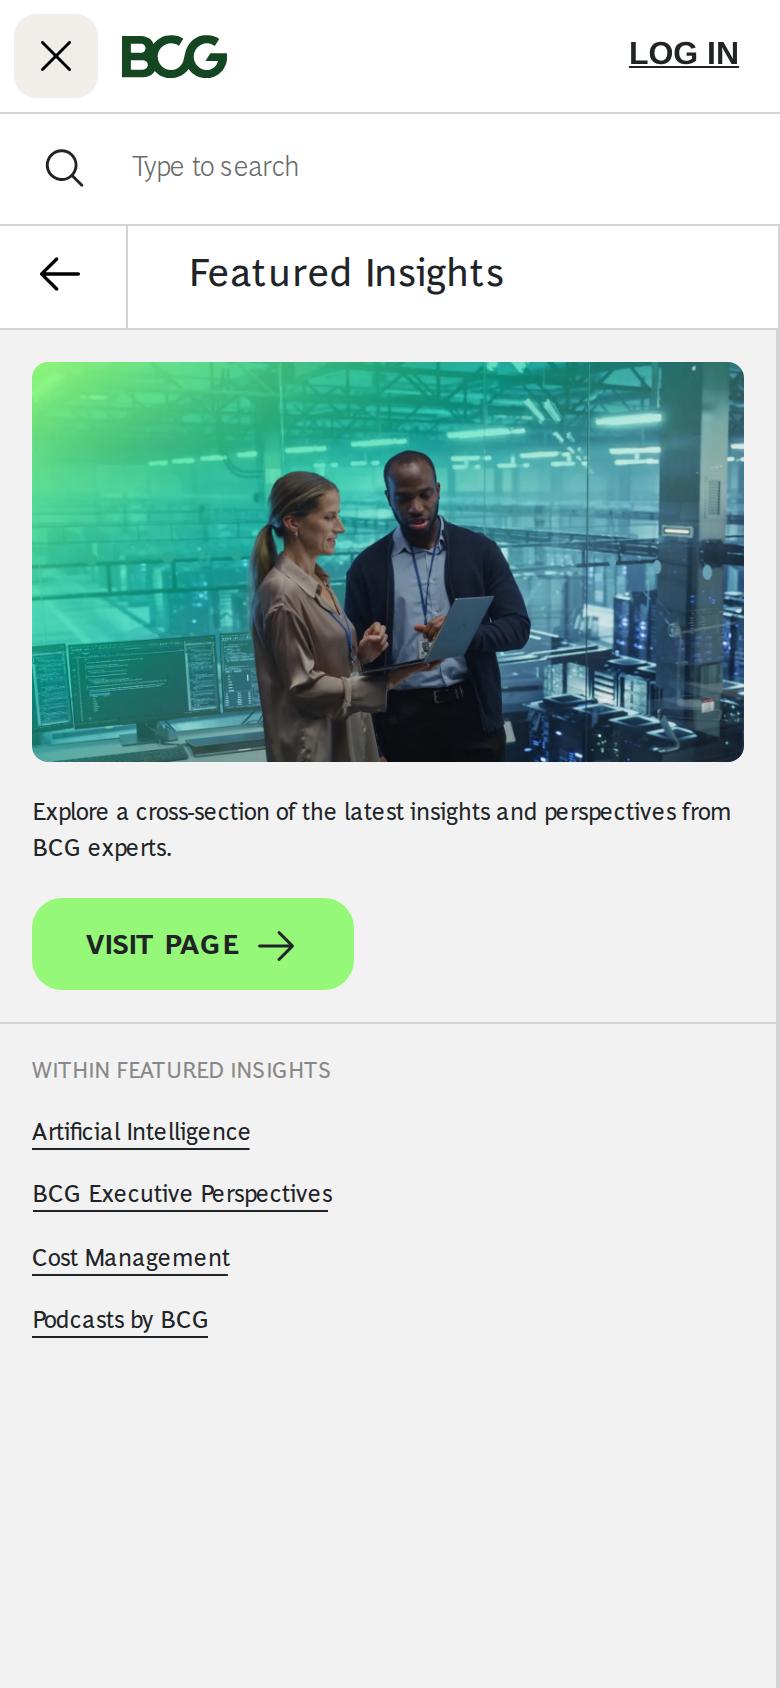 BCG
LOG IN
Type to search
Featured Insights
Explore a cross-section of the latest insights and perspectives from
BCG experts.
VISIT PAGE
WITHIN FEATURED INSIGHTS
Artificial Intelligence
BCG Executive Perspectives
Cost Management
Podcasts by BCG